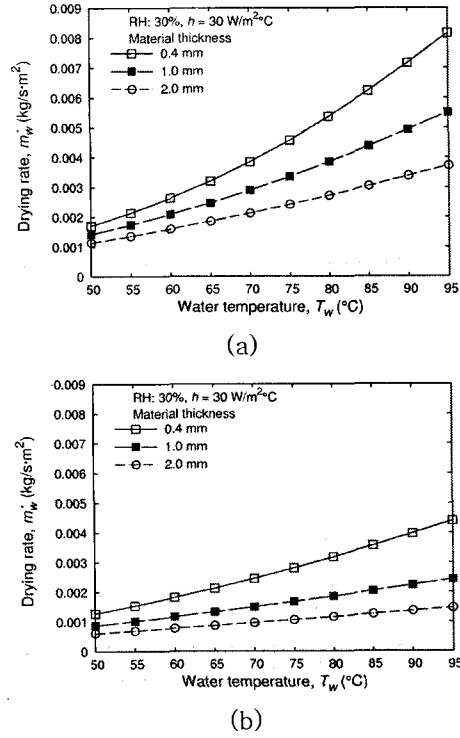 0.009
0.008
0.007
0.006
0.005
0.004
0.003
0.002
0.001
0
Drying rate, ṁw (kg/s·m²)
RH: 30%, h = 30 W/m²°C
Material thickness
0.4 mm
1.0 mm
2.0 mm
50 55 60 65 70 75 80 85 90 95
Water temperature, Tw (°C)
(a)
0.009
0.008
0.007
0.006
0.005
0.004
0.003
0.002
0.001
0
Drying rate, ṁw (kg/s·m²)
RH: 30%, h = 30 W/m²°C
Material thickness
0.4 mm
1.0 mm
2.0 mm
50 55 60 65 70 75 80 85 90 95
Water temperature, Tw (°C)
(b)